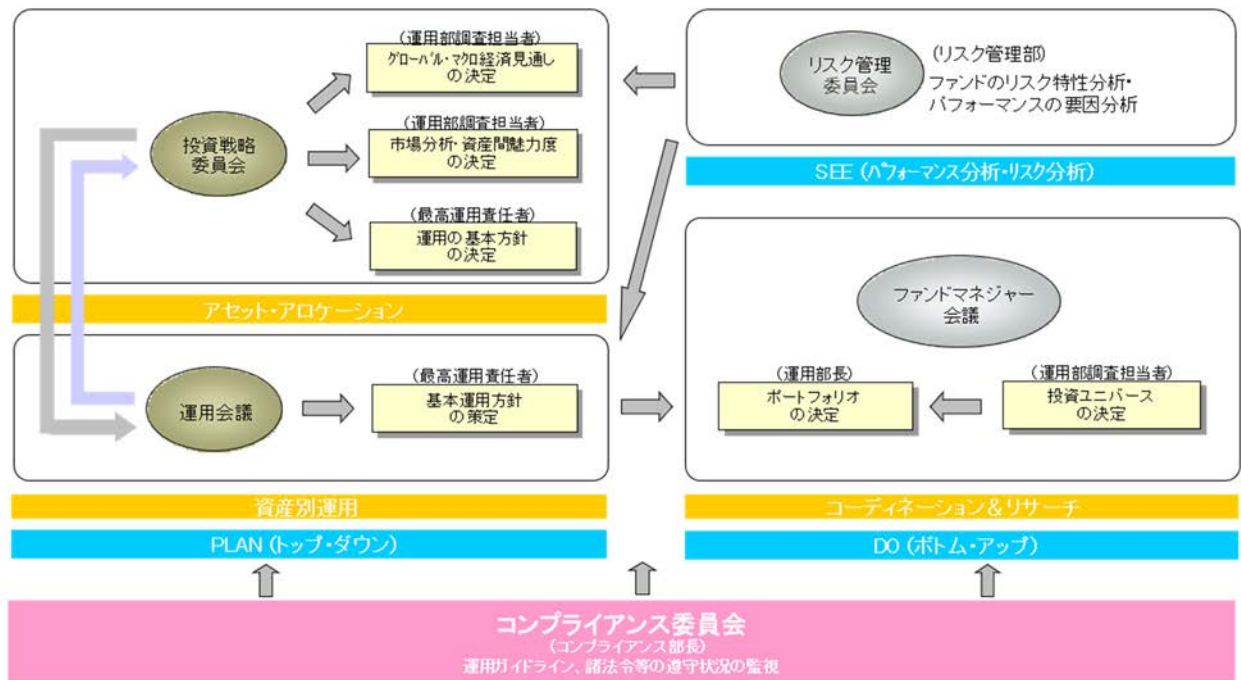 (運用部調査担当者)
グローバル・マクロ経済見通し
の決定
投資戦略
委員会
(運用部調査担当者)
市場分析・資産間魅力度
の決定
(最高運用責任者)
運用の基本方針
の決定
アセット・アロケーション
リスク管理
委員会
(リスク管理部)
ファンドのリスク特性分析・
パフォーマンスの要因分析
SEE (パフォーマンス分析・リスク分析)
運用会議
(最高運用責任者)
基本運用方針
の策定
資産別運用
PLAN (トップ・ダウン)
ファンドマネジャー
会議
(運用部長)
ポートフォリオ
の決定
(運用部調査担当者)
投資ユニバース
の決定
コーディネーション&リサーチ
DO (ボトム・アップ)
コンプライアンス委員会
(コンプライアンス部長)
運用ガイドライン、諸法令等の遵守状況の監視